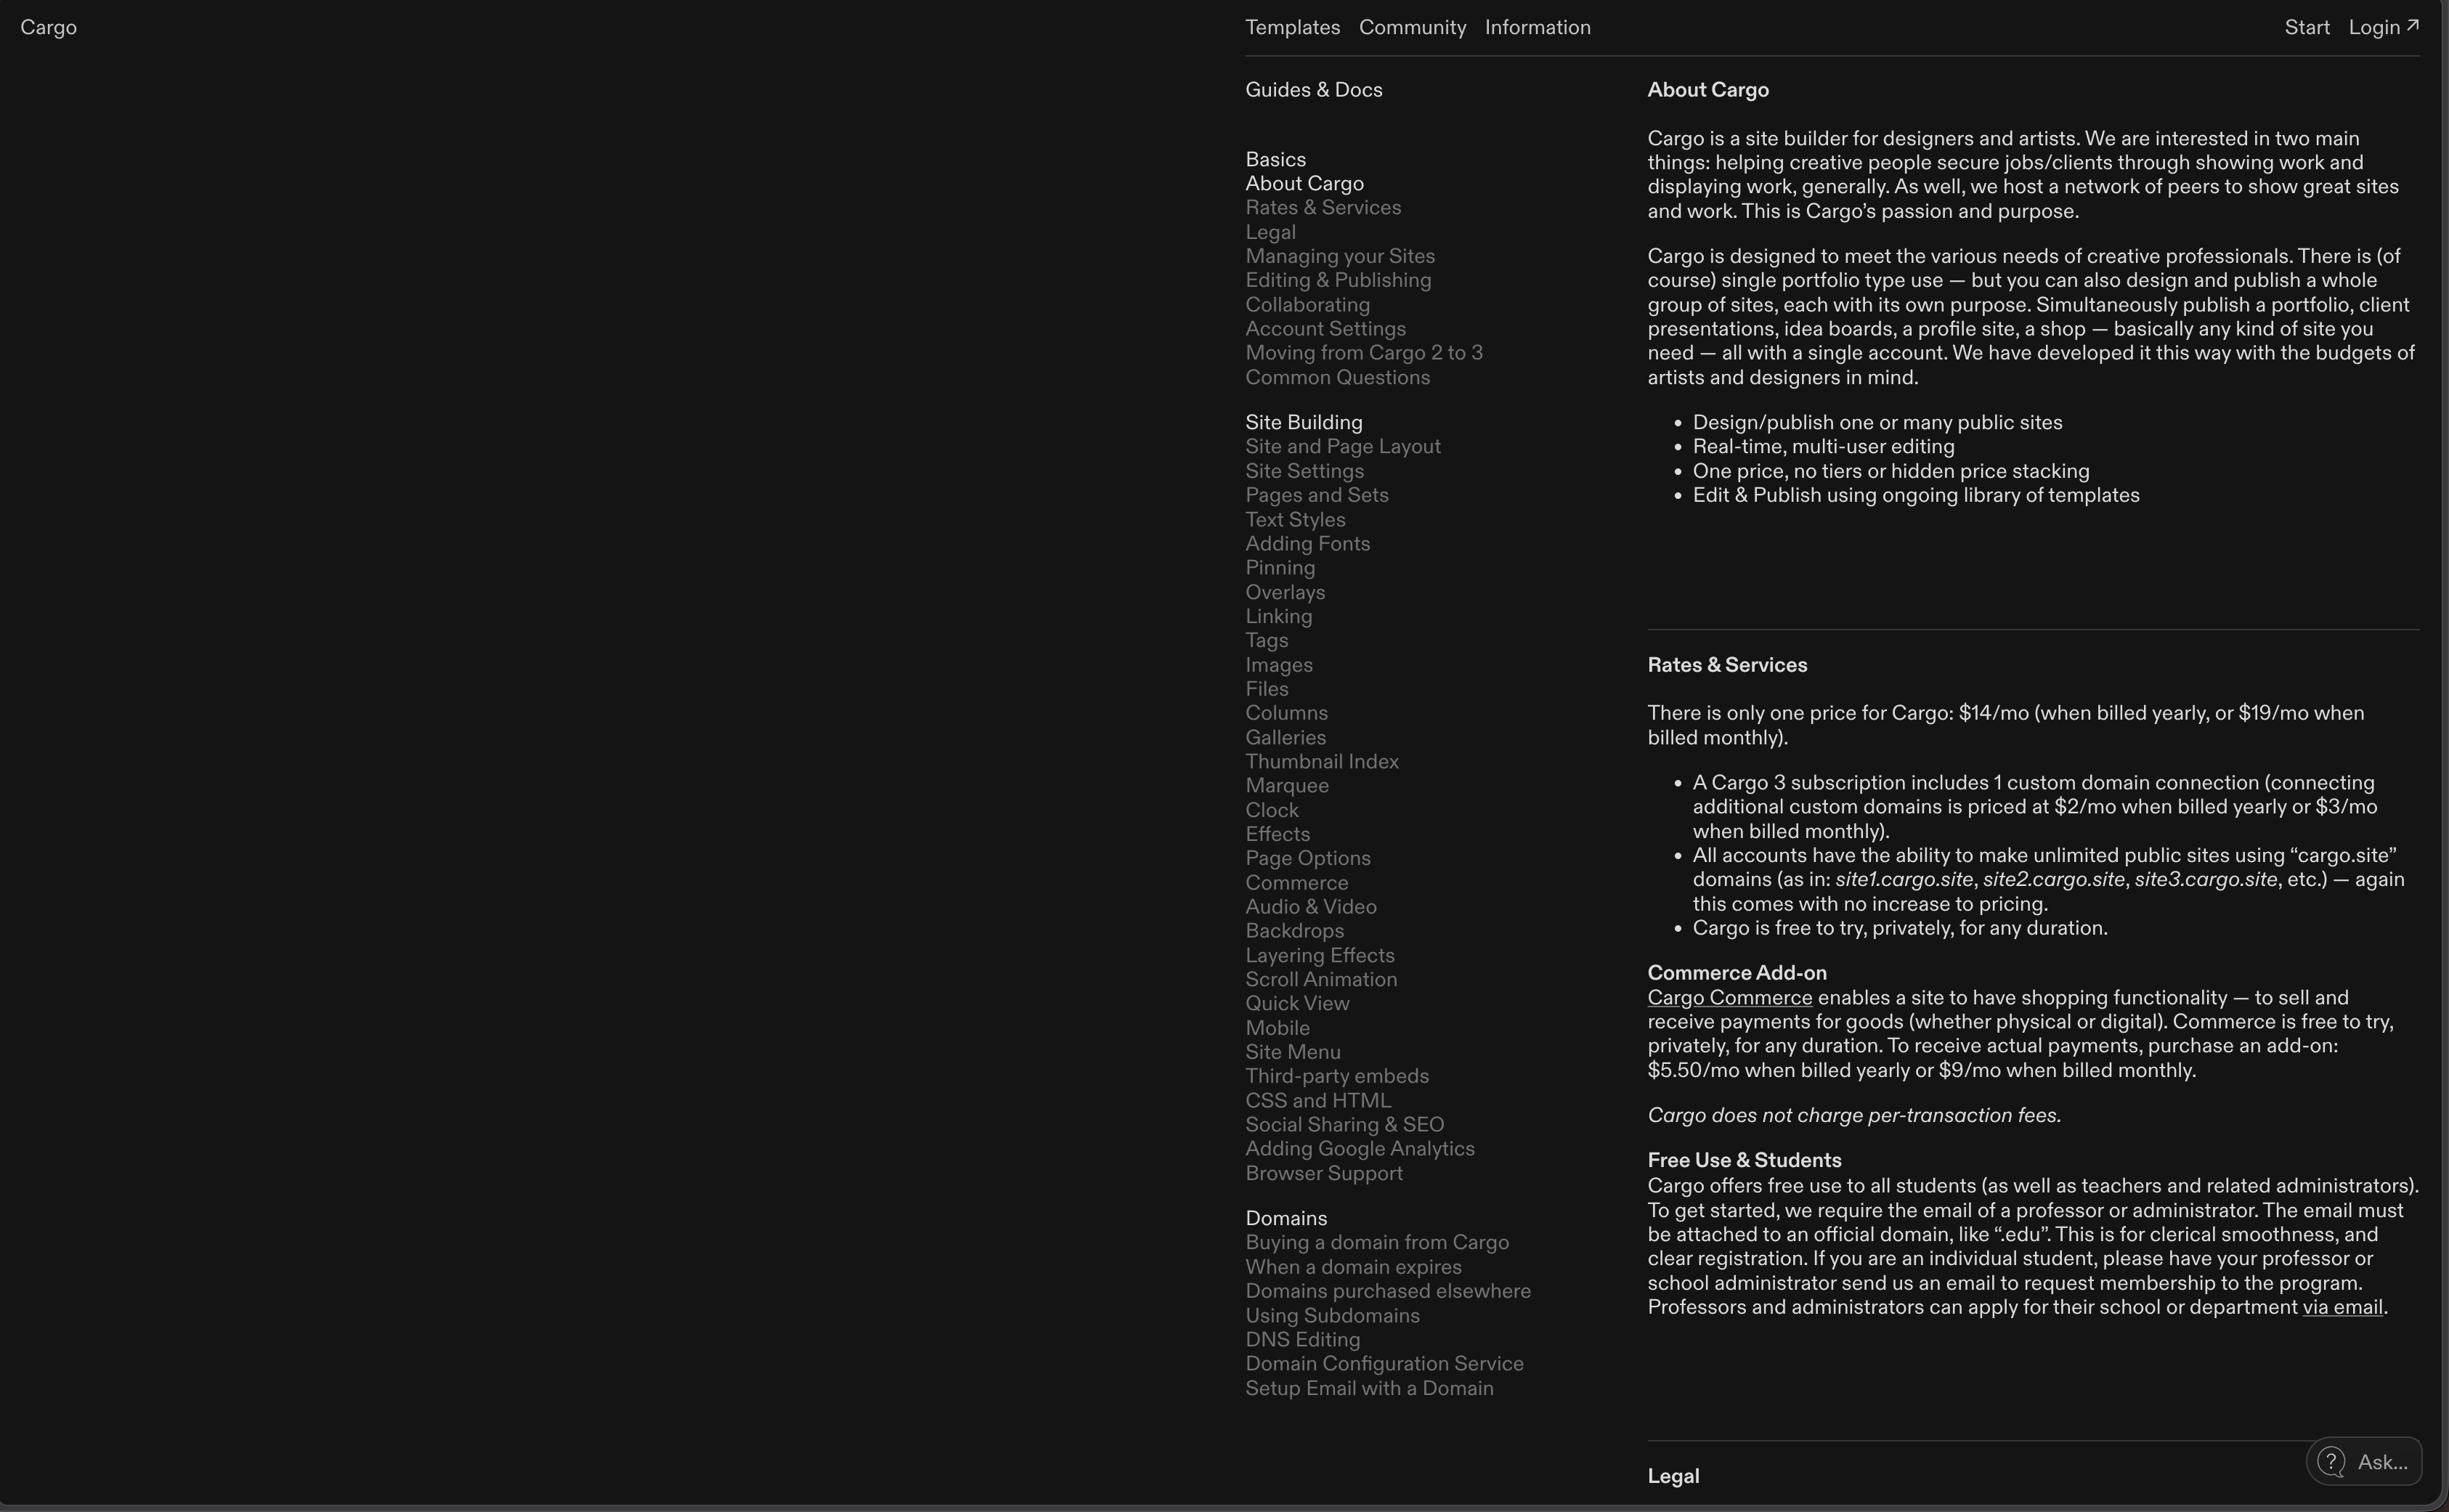 Cargo
Templates Community Information
Start Login ↗
Guides & Docs
Basics
About Cargo
Rates & Services
Legal
Managing your Sites
Editing & Publishing
Collaborating
Account Settings
Moving from Cargo 2 to 3
Common Questions
Site Building
Site and Page Layout
Site Settings
Pages and Sets
Text Styles
Adding Fonts
Pinning
Overlays
Linking
Tags
Images
Files
Columns
Galleries
Thumbnail Index
Marquee
Clock
Effects
Page Options
Commerce
Audio & Video
Backdrops
Layering Effects
Scroll Animation
Quick View
Mobile
Site Menu
Third-party embeds
CSS and HTML
Social Sharing & SEO
Adding Google Analytics
Browser Support
Domains
Buying a domain from Cargo
When a domain expires
Domains purchased elsewhere
Using Subdomains
DNS Editing
Domain Configuration Service
Setup Email with a Domain
About Cargo
Cargo is a site builder for designers and artists. We are interested in two main
things: helping creative people secure jobs/clients through showing work and
displaying work, generally. As well, we host a network of peers to show great sites
and work. This is Cargo’s passion and purpose.
Cargo is designed to meet the various needs of creative professionals. There is (of
course) single portfolio type use — but you can also design and publish a whole
group of sites, each with its own purpose. Simultaneously publish a portfolio, client
presentations, idea boards, a profile site, a shop — basically any kind of site you
need — all with a single account. We have developed it this way with the budgets of
artists and designers in mind.
• Design/publish one or many public sites
• Real-time, multi-user editing
• One price, no tiers or hidden price stacking
• Edit & Publish using ongoing library of templates
Rates & Services
There is only one price for Cargo: $14/mo (when billed yearly, or $19/mo when
billed monthly).
• A Cargo 3 subscription includes 1 custom domain connection (connecting
additional custom domains is priced at $2/mo when billed yearly or $3/mo
when billed monthly).
• All accounts have the ability to make unlimited public sites using “cargo.site”
domains (as in: site1.cargo.site, site2.cargo.site, site3.cargo.site, etc.) — again
this comes with no increase to pricing.
• Cargo is free to try, privately, for any duration.
Commerce Add-on
Cargo Commerce enables a site to have shopping functionality — to sell and
receive payments for goods (whether physical or digital). Commerce is free to try,
privately, for any duration. To receive actual payments, purchase an add-on:
$5.50/mo when billed yearly or $9/mo when billed monthly.
Cargo does not charge per-transaction fees.
Free Use & Students
Cargo offers free use to all students (as well as teachers and related administrators).
To get started, we require the email of a professor or administrator. The email must
be attached to an official domain, like “.edu”. This is for clerical smoothness, and
clear registration. If you are an individual student, please have your professor or
school administrator send us an email to request membership to the program.
Professors and administrators can apply for their school or department via email.
Legal
? Ask...